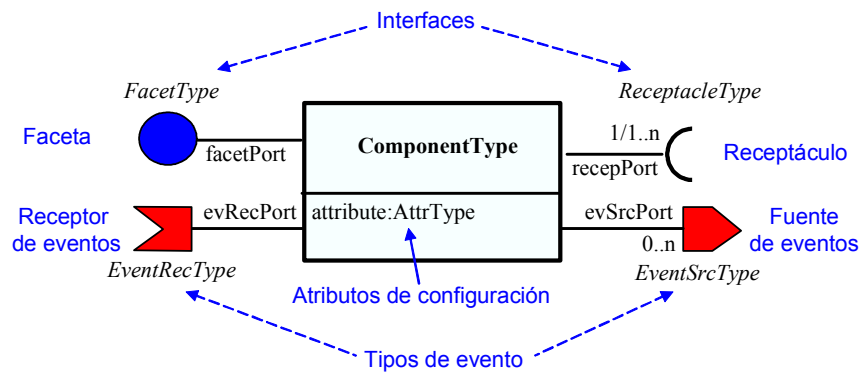 Interfaces
FacetType
ReceptacleType
Faceta
facetPort
ComponentType
1/1..n
recepPort
Receptáculo
Receptor
de eventos
evRecPort
attribute:AttrType
evSrcPort
0..n
Fuente
de eventos
EventRecType
EventSrcType
Atributos de configuración
Tipos de evento